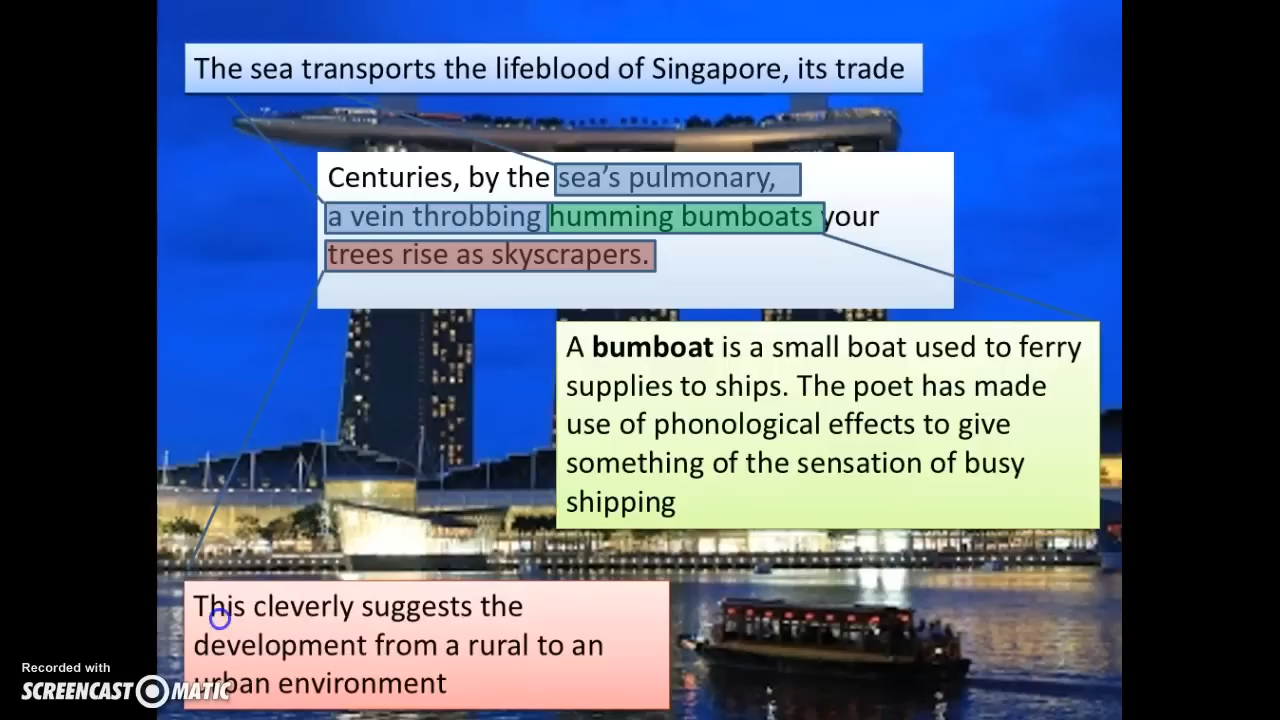 The sea transports the lifeblood of Singapore, its trade
Centuries, by the sea's pulmonary,
a vein throbbing humming bumboats your
trees rise as skyscrapers.
A bumboat is a small boat used to ferry
supplies to ships. The poet has made
use of phonological effects to give
something of the sensation of busy
shipping
This cleverly suggests the
development from a rural to an
urban environment
Recorded with
SCREENCAST MATIC